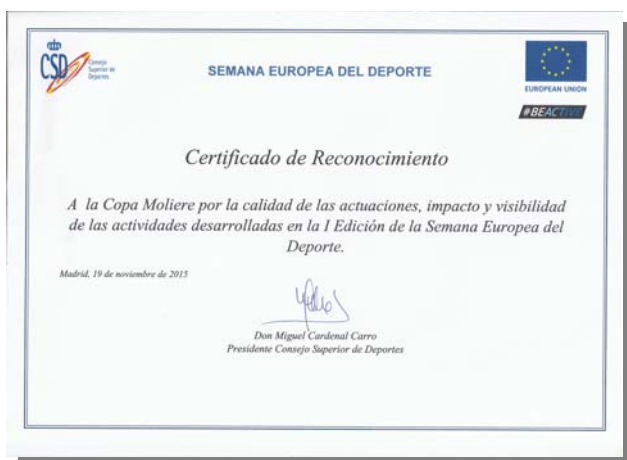 CSD
Consejo
Superior de
Deportes
SEMANA EUROPEA DEL DEPORTE
EUROPEAN UNION
#BEACTIVE
Certificado de Reconocimiento
A la Copa Moliere por la calidad de las actuaciones, impacto y visibilidad
de las actividades desarrolladas en la I Edición de la Semana Europea del
Deporte.
Madrid, 19 de noviembre de 2015
Don Miguel Cardenal Carro
Presidente Consejo Superior de Deportes